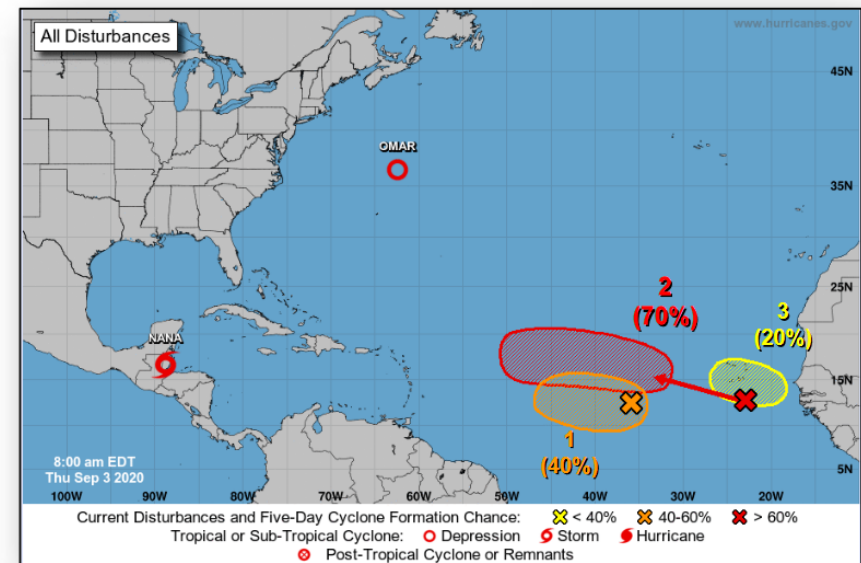 All Disturbances
www.hurricanes.gov
45N
OMAR
35N
25N
2
(70%)
3
(20%)
NANA
15N
1
(40%)
8:00 am EDT
Thu Sep 3 2020
5N
100W 90W 80W 70W 60W 50W 40W 30W 20W
Current Disturbances and Five-Day Cyclone Formation Chance: < 40% 40-60% > 60%
Tropical or Sub-Tropical Cyclone: Depression Storm Hurricane
Post-Tropical Cyclone or Remnants